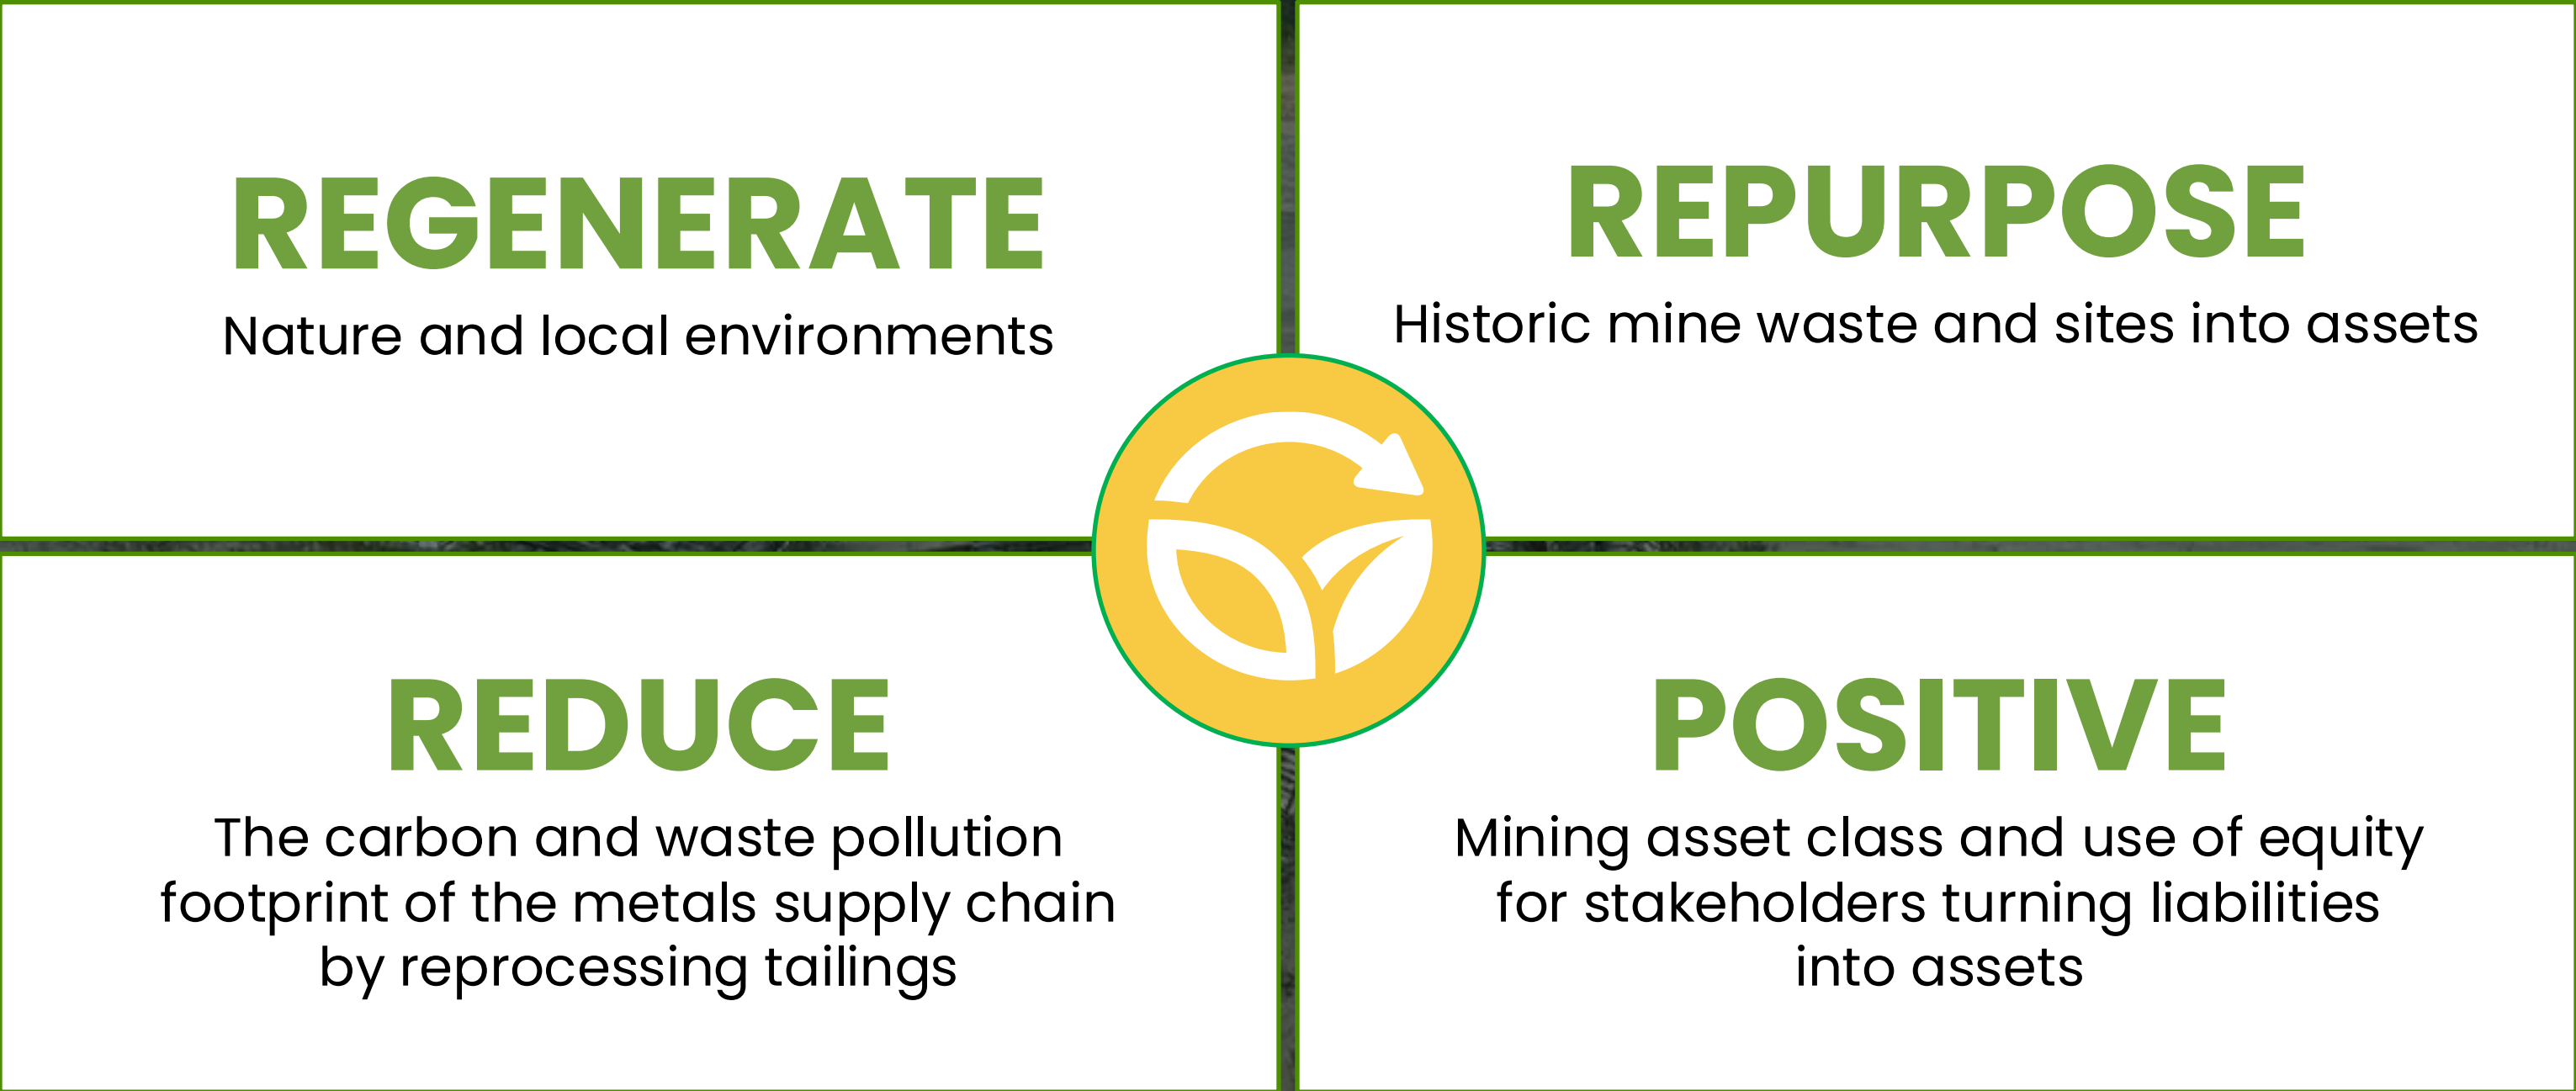 REGENERATE
Nature and local environments
REPURPOSE
Historic mine waste and sites into assets
REDUCE
The carbon and waste pollution
footprint of the metals supply chain
by reprocessing tailings
POSITIVE
Mining asset class and use of equity
for stakeholders turning liabilities
into assets